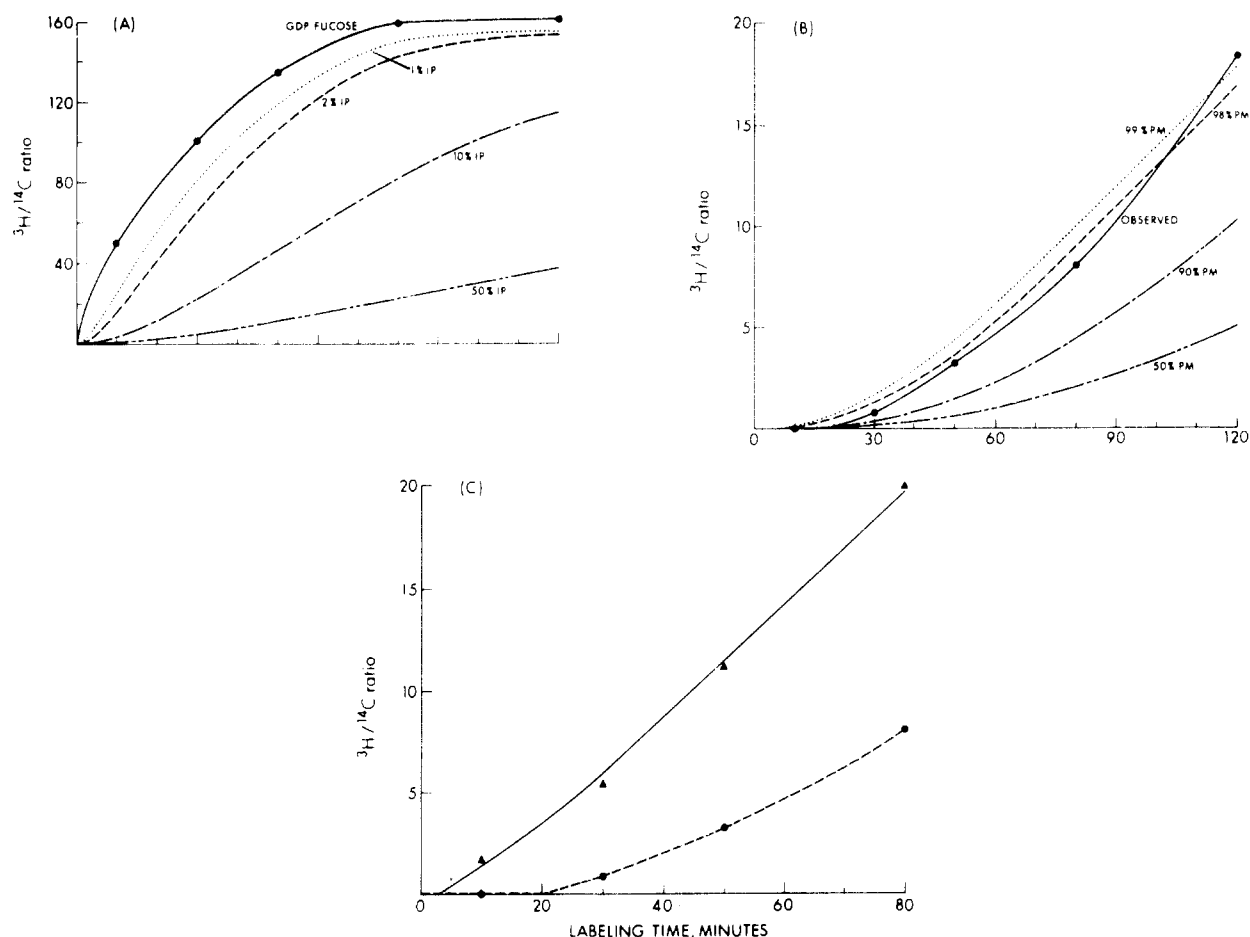 (A)
160
120
80
40
³H/¹⁴C ratio
GDP FUCOSE
1% IP
2% IP
10% IP
50% IP
(B)
20
15
10
5
0
³H/¹⁴C ratio
99% PM
98% PM
OBSERVED
90% PM
50% PM
0
30
60
90
120
(C)
20
15
10
5
³H/¹⁴C ratio
0
20
40
60
80
LABELING TIME, MINUTES